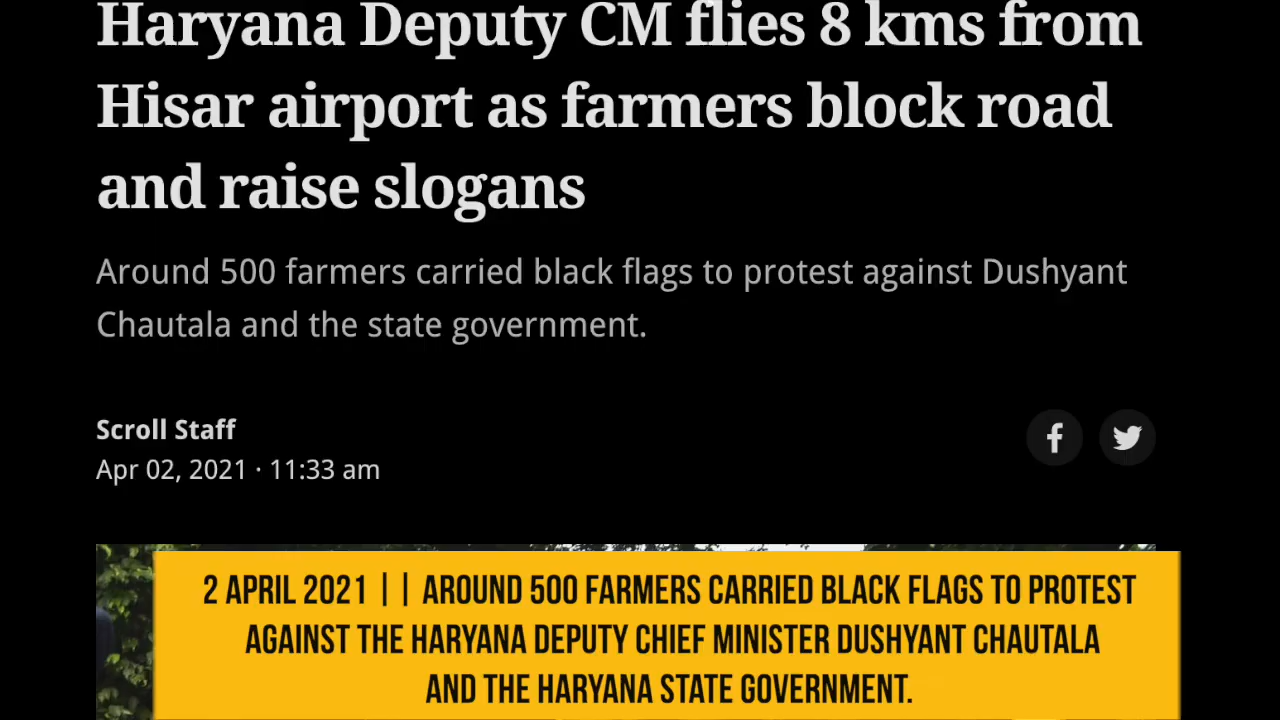 Haryana Deputy CM flies 8 kms from
Hisar airport as farmers block road
and raise slogans
Around 500 farmers carried black flags to protest against Dushyant
Chautala and the state government.
Scroll Staff
Apr 02, 2021 · 11:33 am
2 APRIL 2021 || AROUND 500 FARMERS CARRIED BLACK FLAGS TO PROTEST
AGAINST THE HARYANA DEPUTY CHIEF MINISTER DUSHYANT CHAUTALA
AND THE HARYANA STATE GOVERNMENT.